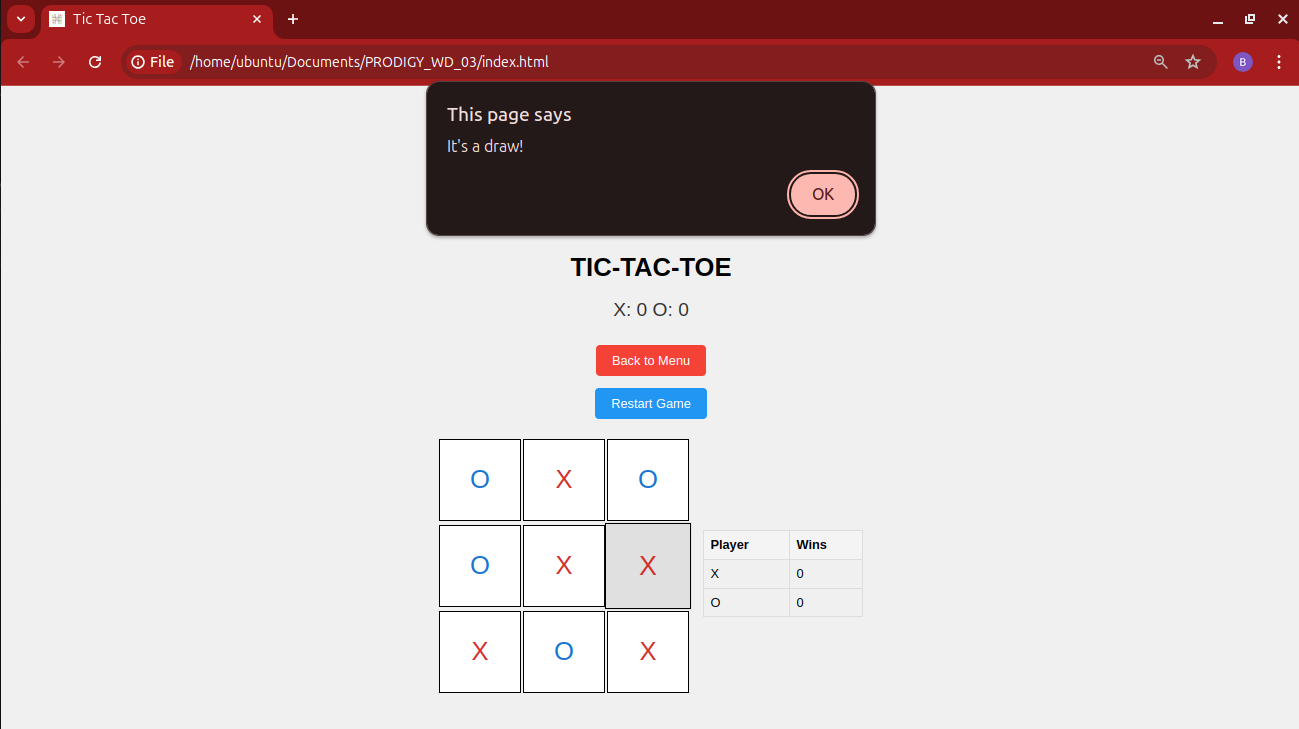 Tic Tac Toe
File /home/ubuntu/Documents/PRODIGY_WD_03/index.html
B
This page says
It's a draw!
OK
TIC-TAC-TOE
X: 0 O: 0
Back to Menu
Restart Game
O X O
O X X
X O X
Player Wins
X 0
O 0